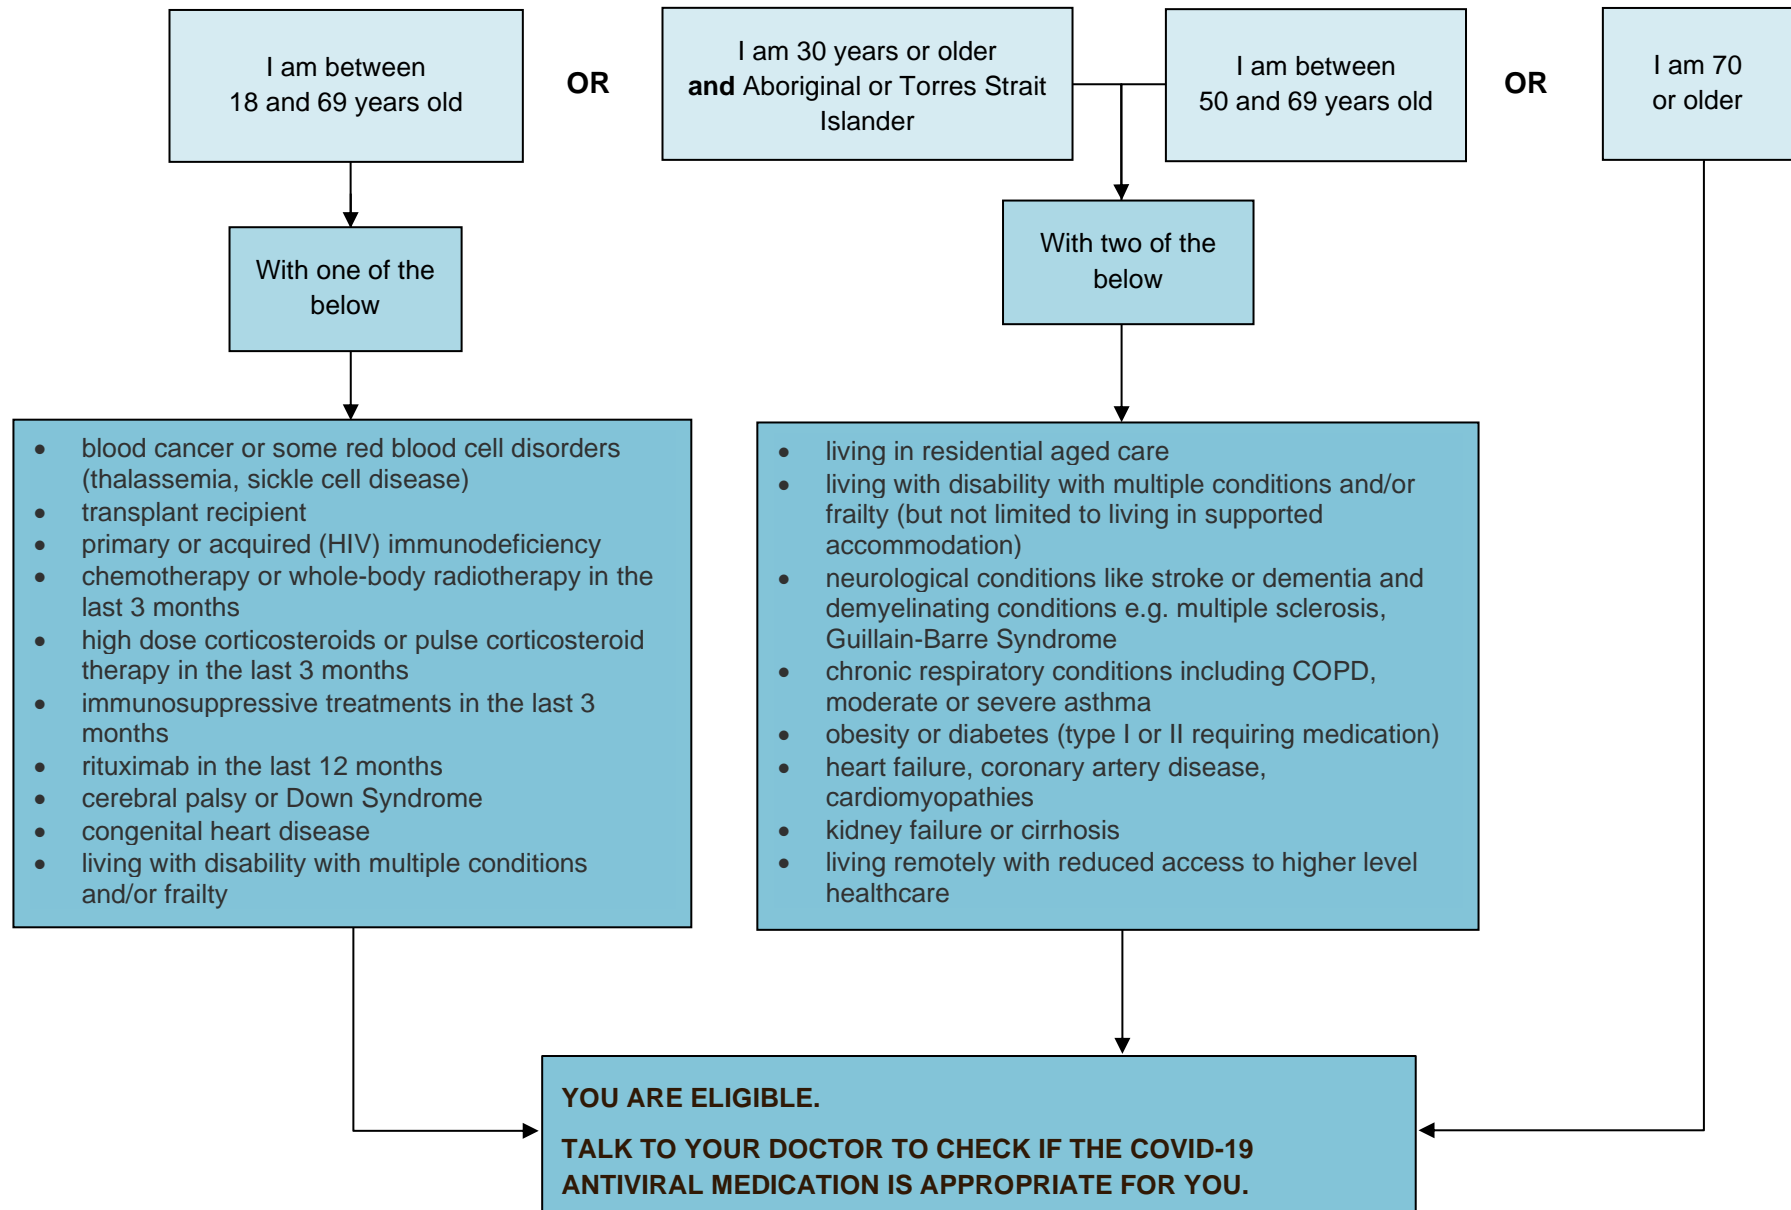 I am between
18 and 69 years old
OR
I am 30 years or older
and Aboriginal or Torres Strait
Islander
I am between
50 and 69 years old
OR
I am 70
or older
With one of the
below
With two of the
below
• blood cancer or some red blood cell disorders
(thalassemia, sickle cell disease)
• transplant recipient
• primary or acquired (HIV) immunodeficiency
• chemotherapy or whole-body radiotherapy in the
last 3 months
• high dose corticosteroids or pulse corticosteroid
therapy in the last 3 months
• immunosuppressive treatments in the last 3
months
• rituximab in the last 12 months
• cerebral palsy or Down Syndrome
• congenital heart disease
• living with disability with multiple conditions
and/or frailty
• living in residential aged care
• living with disability with multiple conditions and/or
frailty (but not limited to living in supported
accommodation)
• neurological conditions like stroke or dementia and
demyelinating conditions e.g. multiple sclerosis,
Guillain-Barre Syndrome
• chronic respiratory conditions including COPD,
moderate or severe asthma
• obesity or diabetes (type I or II requiring medication)
• heart failure, coronary artery disease,
cardiomyopathies
• kidney failure or cirrhosis
• living remotely with reduced access to higher level
healthcare
YOU ARE ELIGIBLE.
TALK TO YOUR DOCTOR TO CHECK IF THE COVID-19
ANTIVIRAL MEDICATION IS APPROPRIATE FOR YOU.